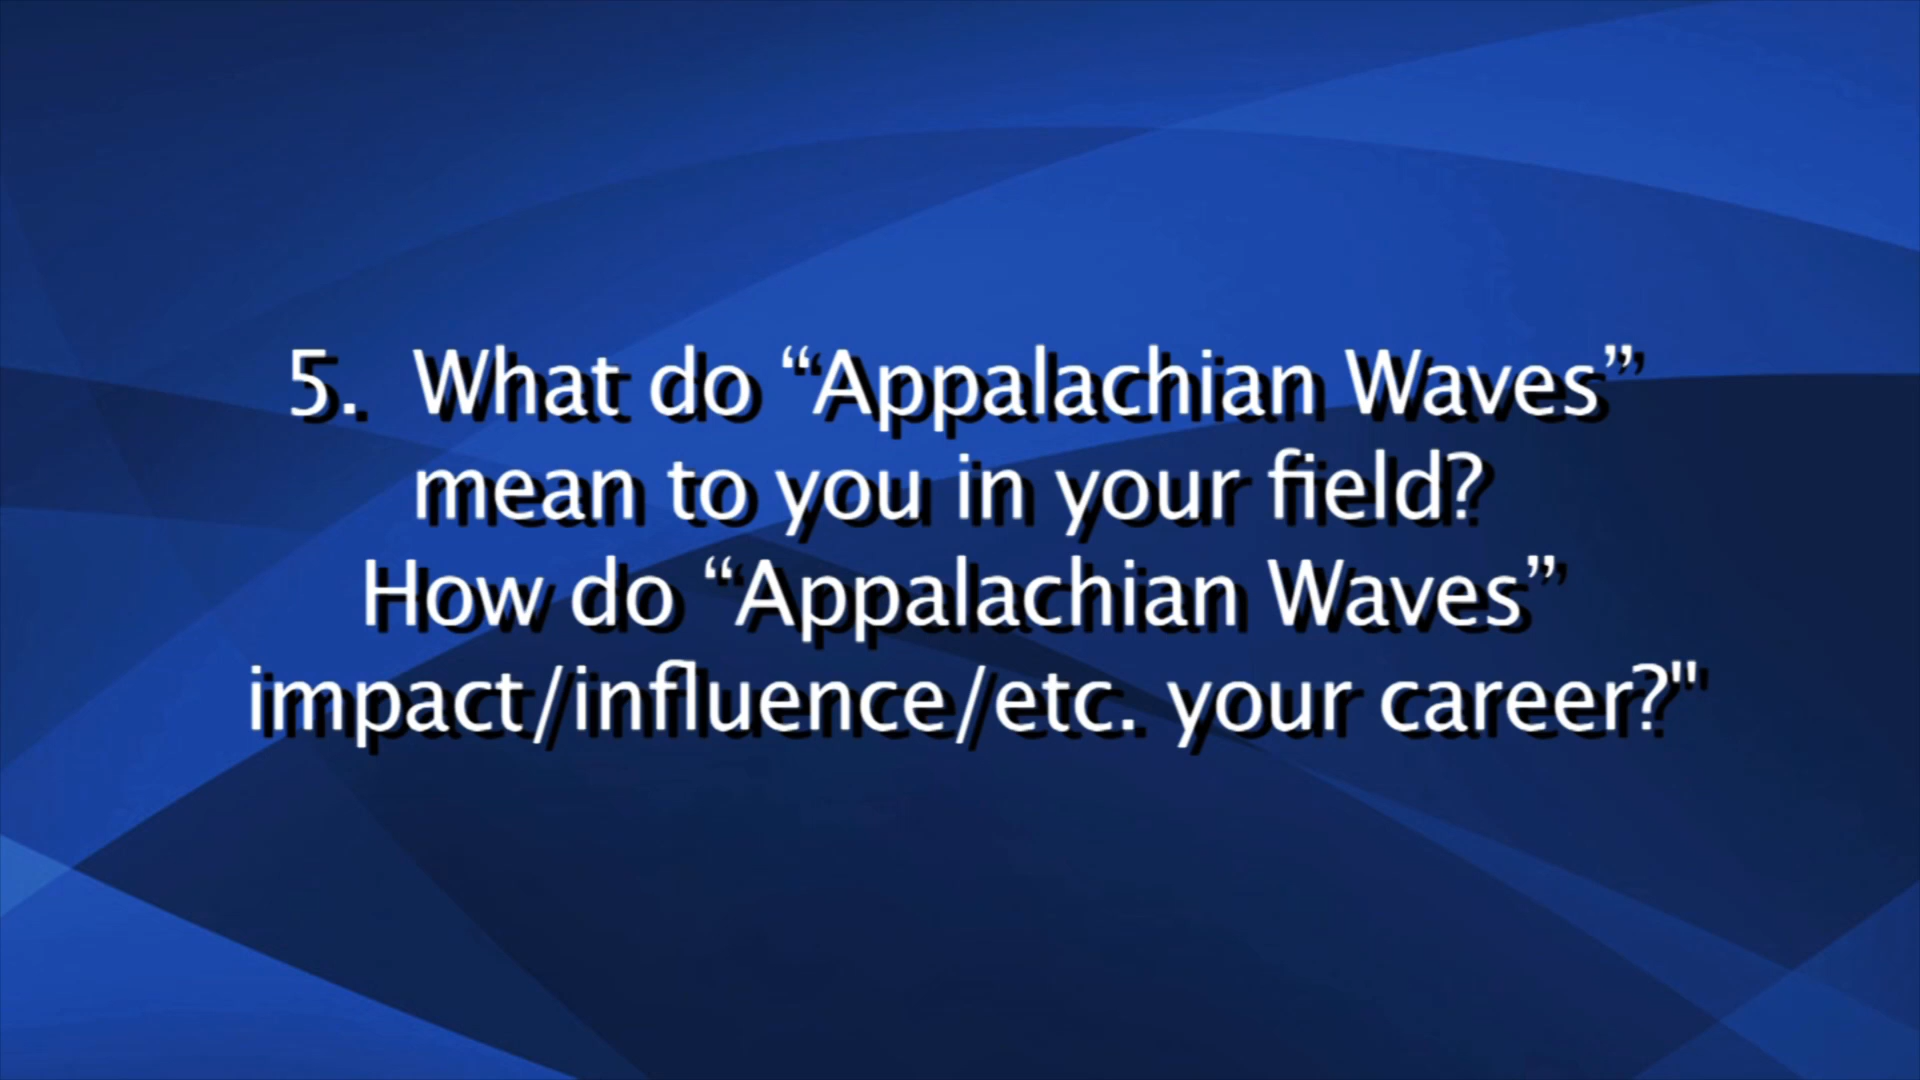 5.  What do “Appalachian Waves”
mean to you in your field?
How do “Appalachian Waves”
impact/influence/etc. your career?"